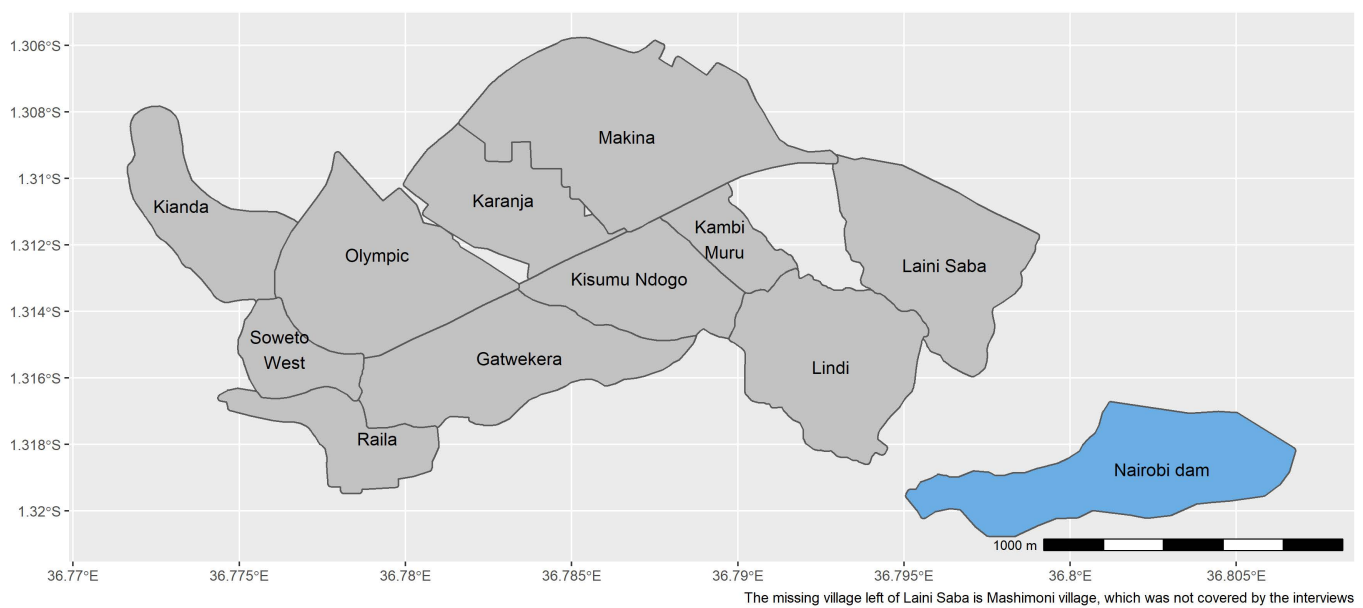 1.306°S
1.308°S
1.31°S
1.312°S
1.314°S
1.316°S
1.318°S
1.32°S
Makina
Karanja
Kianda
Kambi
Muru
Olympic
Laini Saba
Kisumu Ndogo
Soweto
West
Gatwekera
Lindi
Raila
Nairobi dam
1000 m
36.77°E
36.775°E
36.78°E
36.785°E
36.79°E
36.795°E
36.8°E
36.805°E
The missing village left of Laini Saba is Mashimoni village, which was not covered by the interviews